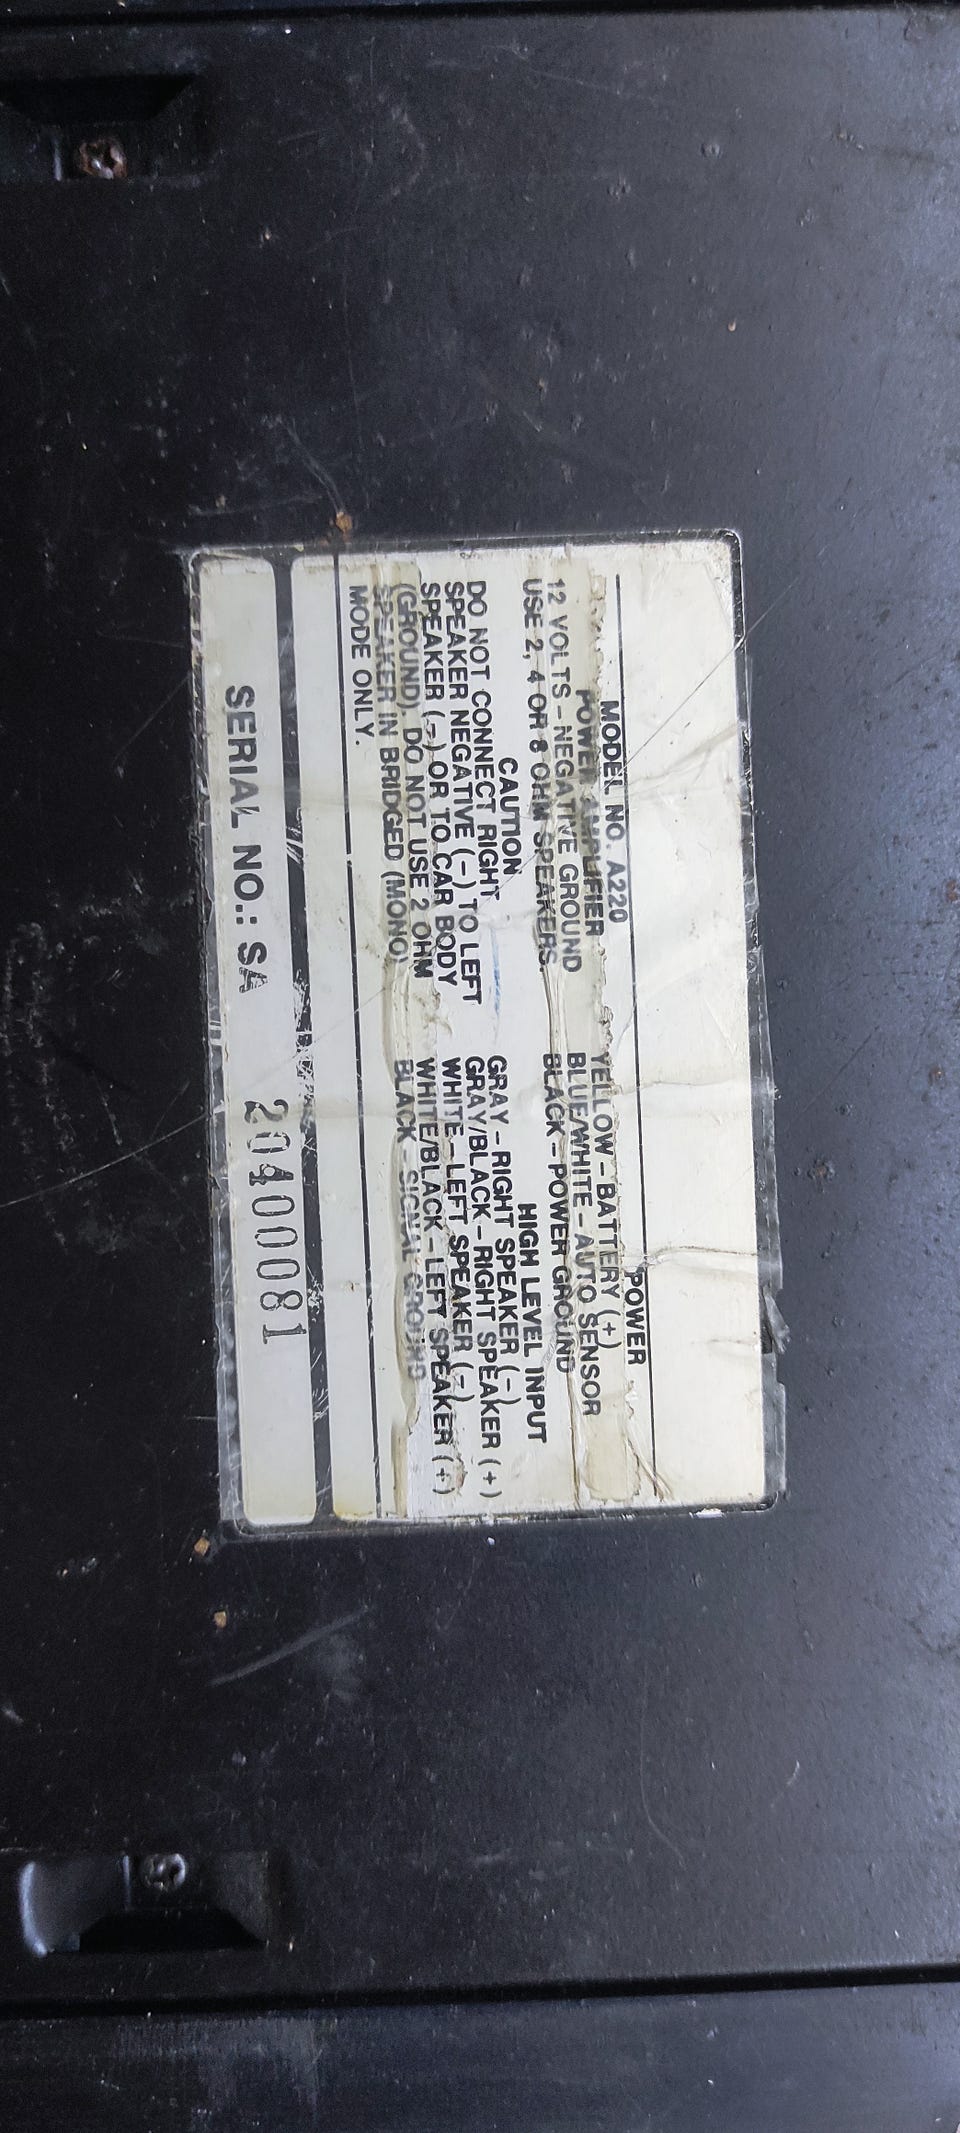 MODEL NO. A220
POWER AMPLIFIER
12 VOLTS – NEGATIVE GROUND
USE 2, 4 OR 8 OHM SPEAKERS.
CAUTION
DO NOT CONNECT RIGHT
SPEAKER NEGATIVE (–) TO LEFT
SPEAKER (–) OR TO CAR BODY
(GROUND). DO NOT USE 2 OHM
SPEAKER IN BRIDGED (MONO)
MODE ONLY.
POWER
YELLOW – BATTERY (+)
BLUE/WHITE – AUTO SENSOR
BLACK – POWER GROUND
HIGH LEVEL INPUT
GRAY – RIGHT SPEAKER (–)
GRAY/BLACK – RIGHT SPEAKER (+)
WHITE – LEFT SPEAKER (–)
WHITE/BLACK – LEFT SPEAKER (+)
BLACK – SIGNAL GROUND
SERIAL NO.: SA 2040081